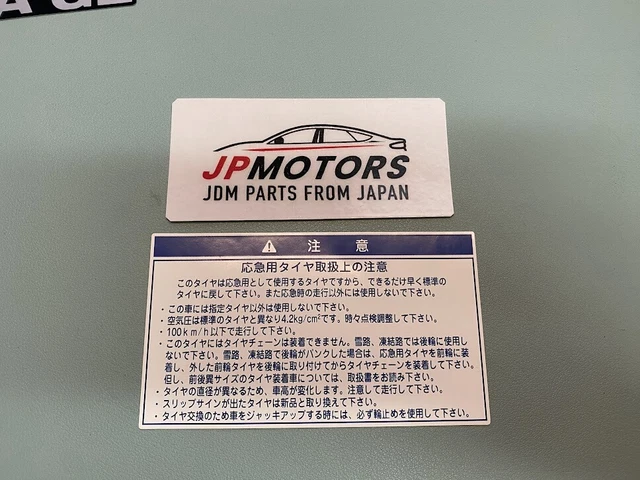 A GE
JPMOTORS
JDM PARTS FROM JAPAN
注 意
応急用タイヤ取扱上の注意
このタイヤは応急用として使用するタイヤですから、できるだけ早く標準の
タイヤに戻して下さい。また応急時の走行以外には使用しないで下さい。
・この車には指定タイヤ以外は使用しないで下さい。
・空気圧は標準のタイヤと異なり4.2kg/cm²です。時々点検調整して下さい。
・100km/h以下で走行して下さい。
・このタイヤにはタイヤチェーンは装着できません。雪路、凍結路では後輪に使用し
ないで下さい。雪路、凍結路で後輪がパンクした場合は、応急用タイヤを前輪に装
着し、外した前輪タイヤを後輪に取り付けてからタイヤチェーンを装着して下さい。
但し、前後異サイズのタイヤ装着車については、取扱書をお読み下さい。
・タイヤの直径が異なるため、車高が変化します。注意して走行して下さい。
・スリップサインが出たタイヤは新品と取り換えて下さい。
・タイヤ交換のため車をジャッキアップする時には、必ず輪止めを使用して下さい。